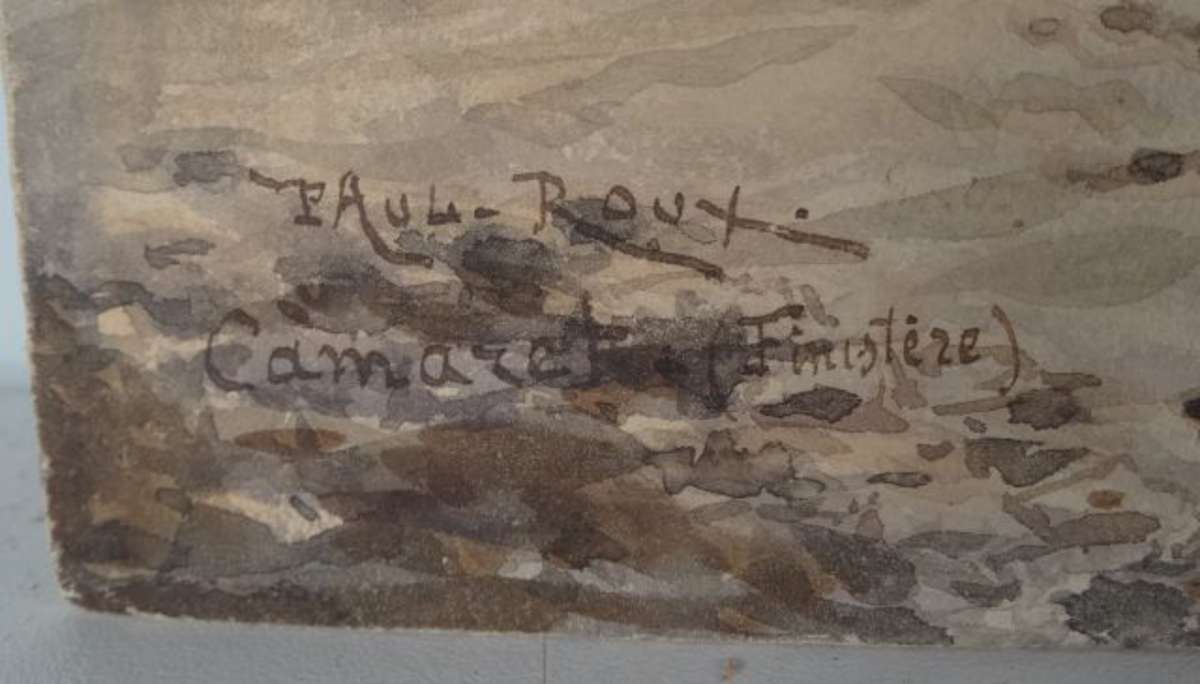 PAUL-ROUX.
Camaret. (Finistère)